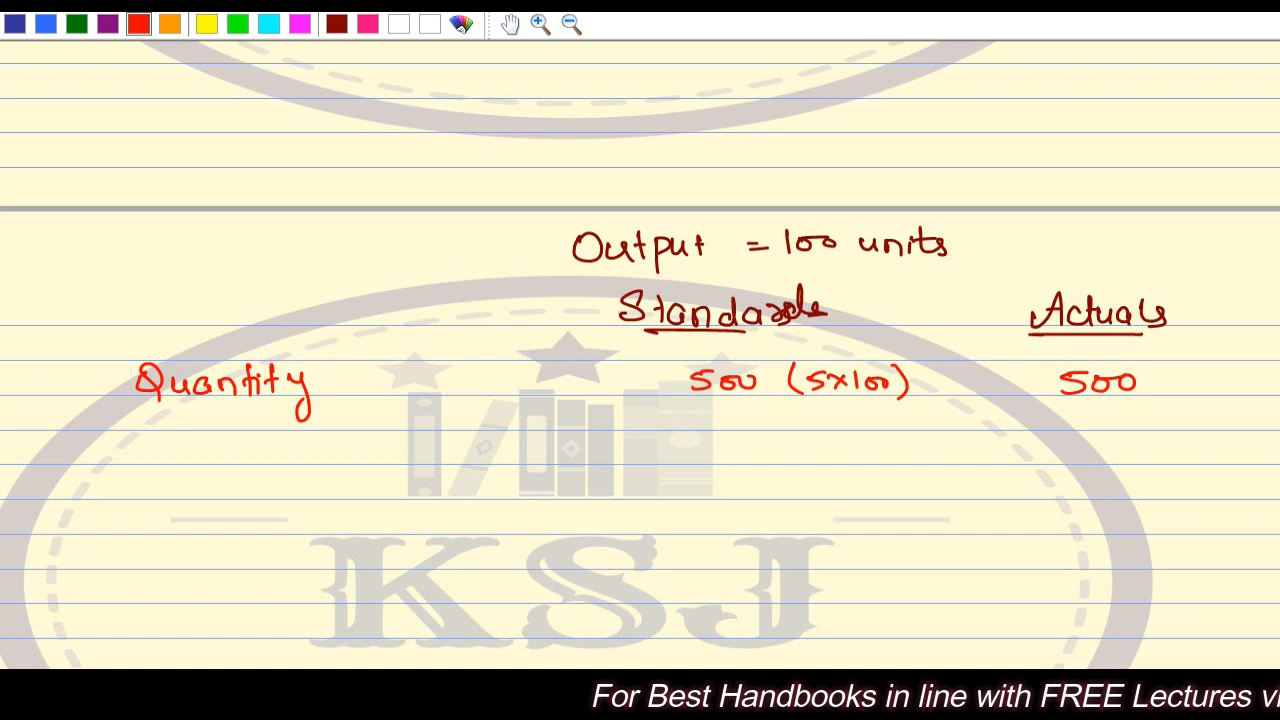 Output = 100 units
Standards Actuals
Quantity 500 (5x100) 500
KSJ
For Best Handbooks in line with FREE Lectures vi